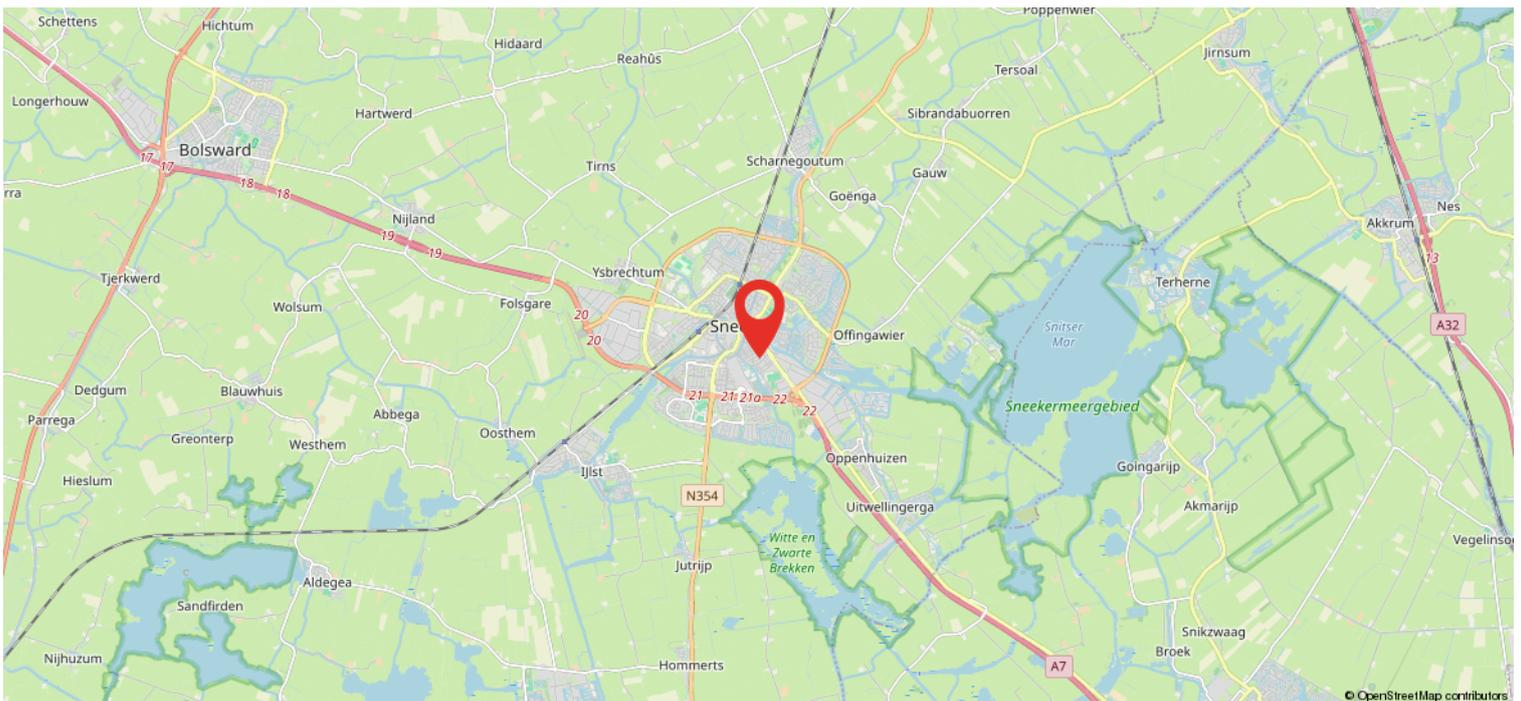 Schettens
Hichtum
Poppenwier
Hidaard
Reahûs
Jirnsum
Tersoal
Longerhouw
Hartwerd
Sibrandabuorren
Bolsward
17
17
Scharnegoutum
Tirns
Gauw
18
18
rra
Goënga
Nes
Nijland
Akkrum
19
19
13
Ysbrechtum
Tjerkwerd
Terherne
Folsgare
Wolsum
20
20
Sne
Offingawier
Snitser
Mar
A32
Dedgum
Blauwhuis
21
21
21a
22
22
Sneekermeergebied
Parrega
Abbega
Greonterp
Westhem
Oosthem
Oppenhuizen
Goingarijp
IJlst
Hieslum
N354
Uitwellingerga
Akmarijp
Witte en
Zwarte
Brekken
Vegelinsoo
Jutrijp
Aldegea
Sandfirden
Snikzwaag
Broek
Nijhuzum
Hommerts
A7
© OpenStreetMap contributors